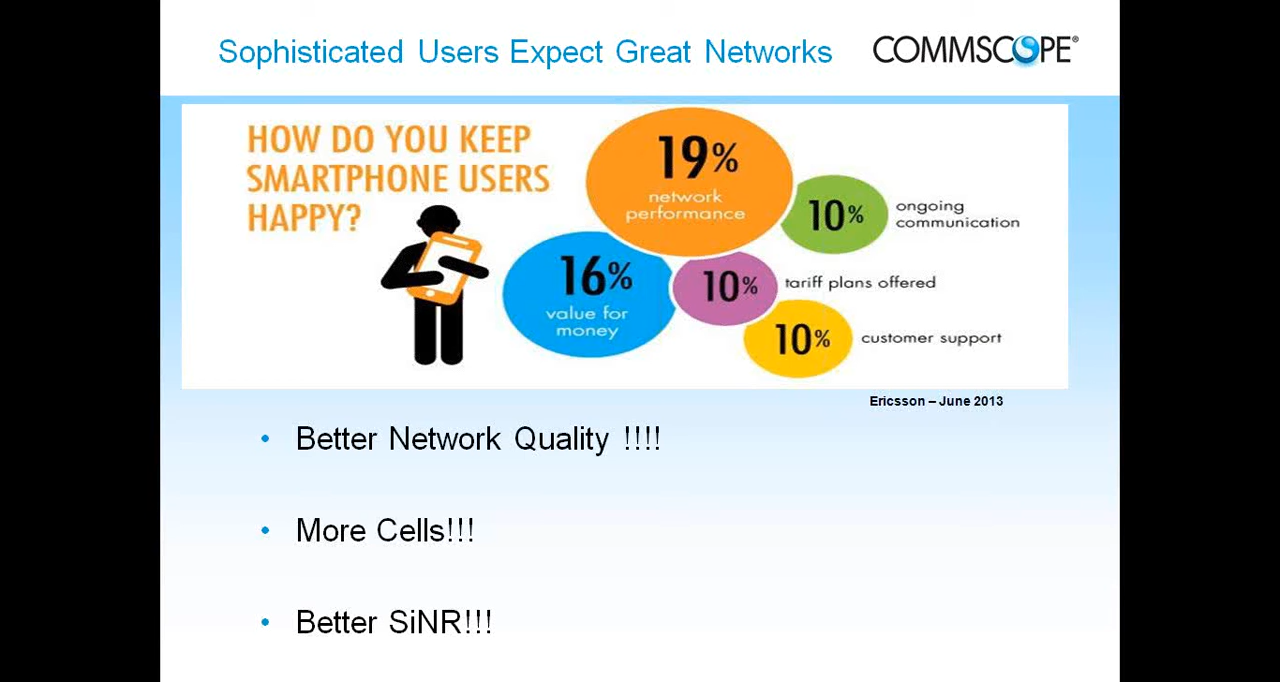 Sophisticated Users Expect Great Networks
COMMSCOPE®
HOW DO YOU KEEP
SMARTPHONE USERS
HAPPY?
19%
network
performance
10%
ongoing
communication
16%
value for
money
10%
tariff plans offered
10%
customer support
Ericsson – June 2013
• Better Network Quality !!!!
• More Cells!!!
• Better SiNR!!!